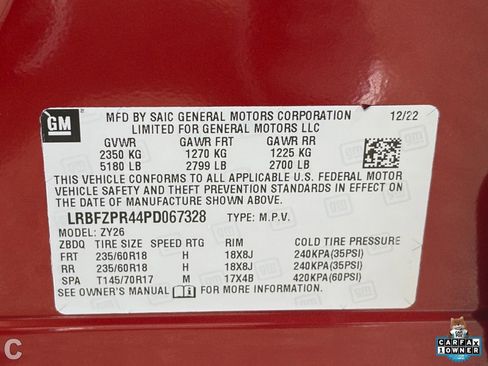 GM
MFD BY SAIC GENERAL MOTORS CORPORATION 12/22
LIMITED FOR GENERAL MOTORS LLC
GVWR GAWR FRT GAWR RR
2350 KG 1270 KG 1225 KG
5180 LB 2799 LB 2700 LB
THIS VEHICLE CONFORMS TO ALL APPLICABLE U.S. FEDERAL MOTOR
VEHICLE SAFETY AND THEFT PREVENTION STANDARDS IN EFFECT ON
THE DATE OF MANUFACTURE SHOWN ABOVE.
LRBFZPR44PD067328 TYPE: M.P.V.
MODEL: ZY26
ZBDQ TIRE SIZE SPEED RTG RIM COLD TIRE PRESSURE
FRT 235/60R18 H 18X8J 240KPA(35PSI)
RR 235/60R18 H 18X8J 240KPA(35PSI)
SPA T145/70R17 M 17X4B 420KPA(60PSI)
SEE OWNER'S MANUAL FOR MORE INFORMATION.
C
CARFAX
1 OWNER